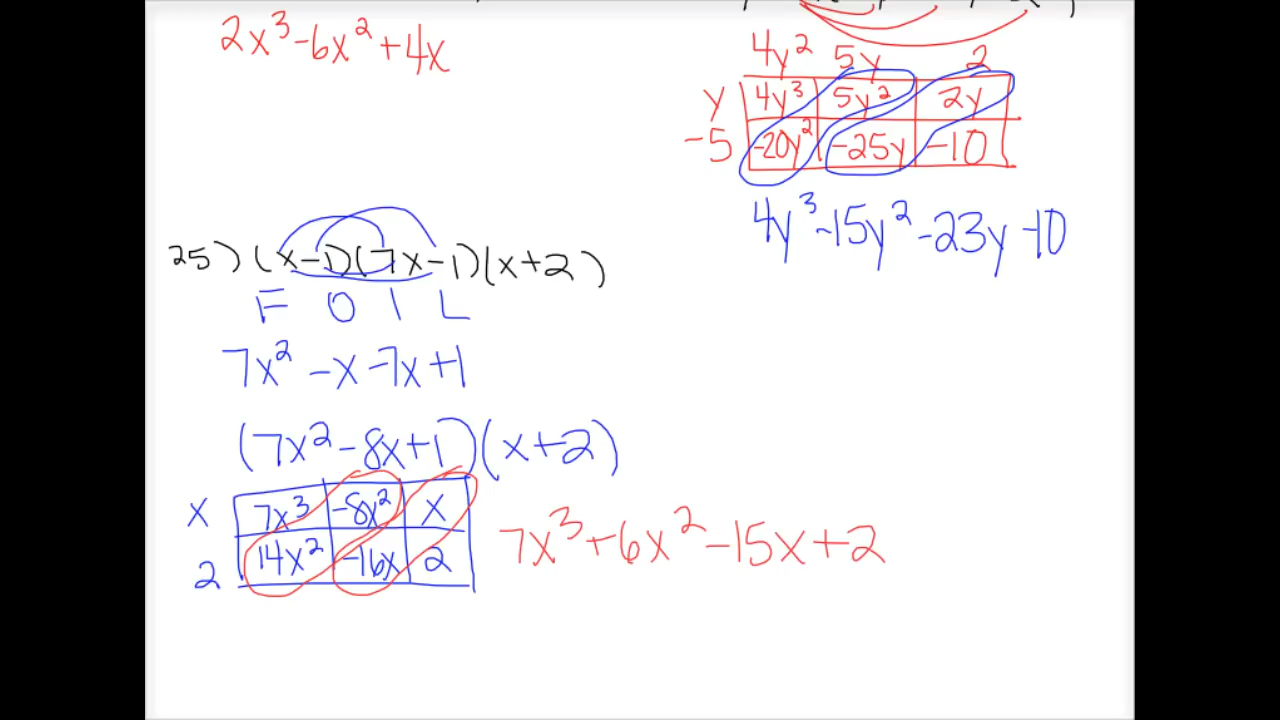 2x³-6x²+4x
4y² 5y 2
y 4y³ 5y² 2y
-5 -20y² -25y -10
4y³-15y²-23y-10
25) (x-1)(7x-1)(x+2)
F O I L
7x² -x -7x+1
(7x²-8x+1)(x+2)
x 7x³ -8x² x
2 14x² -16x 2
7x³+6x²-15x+2